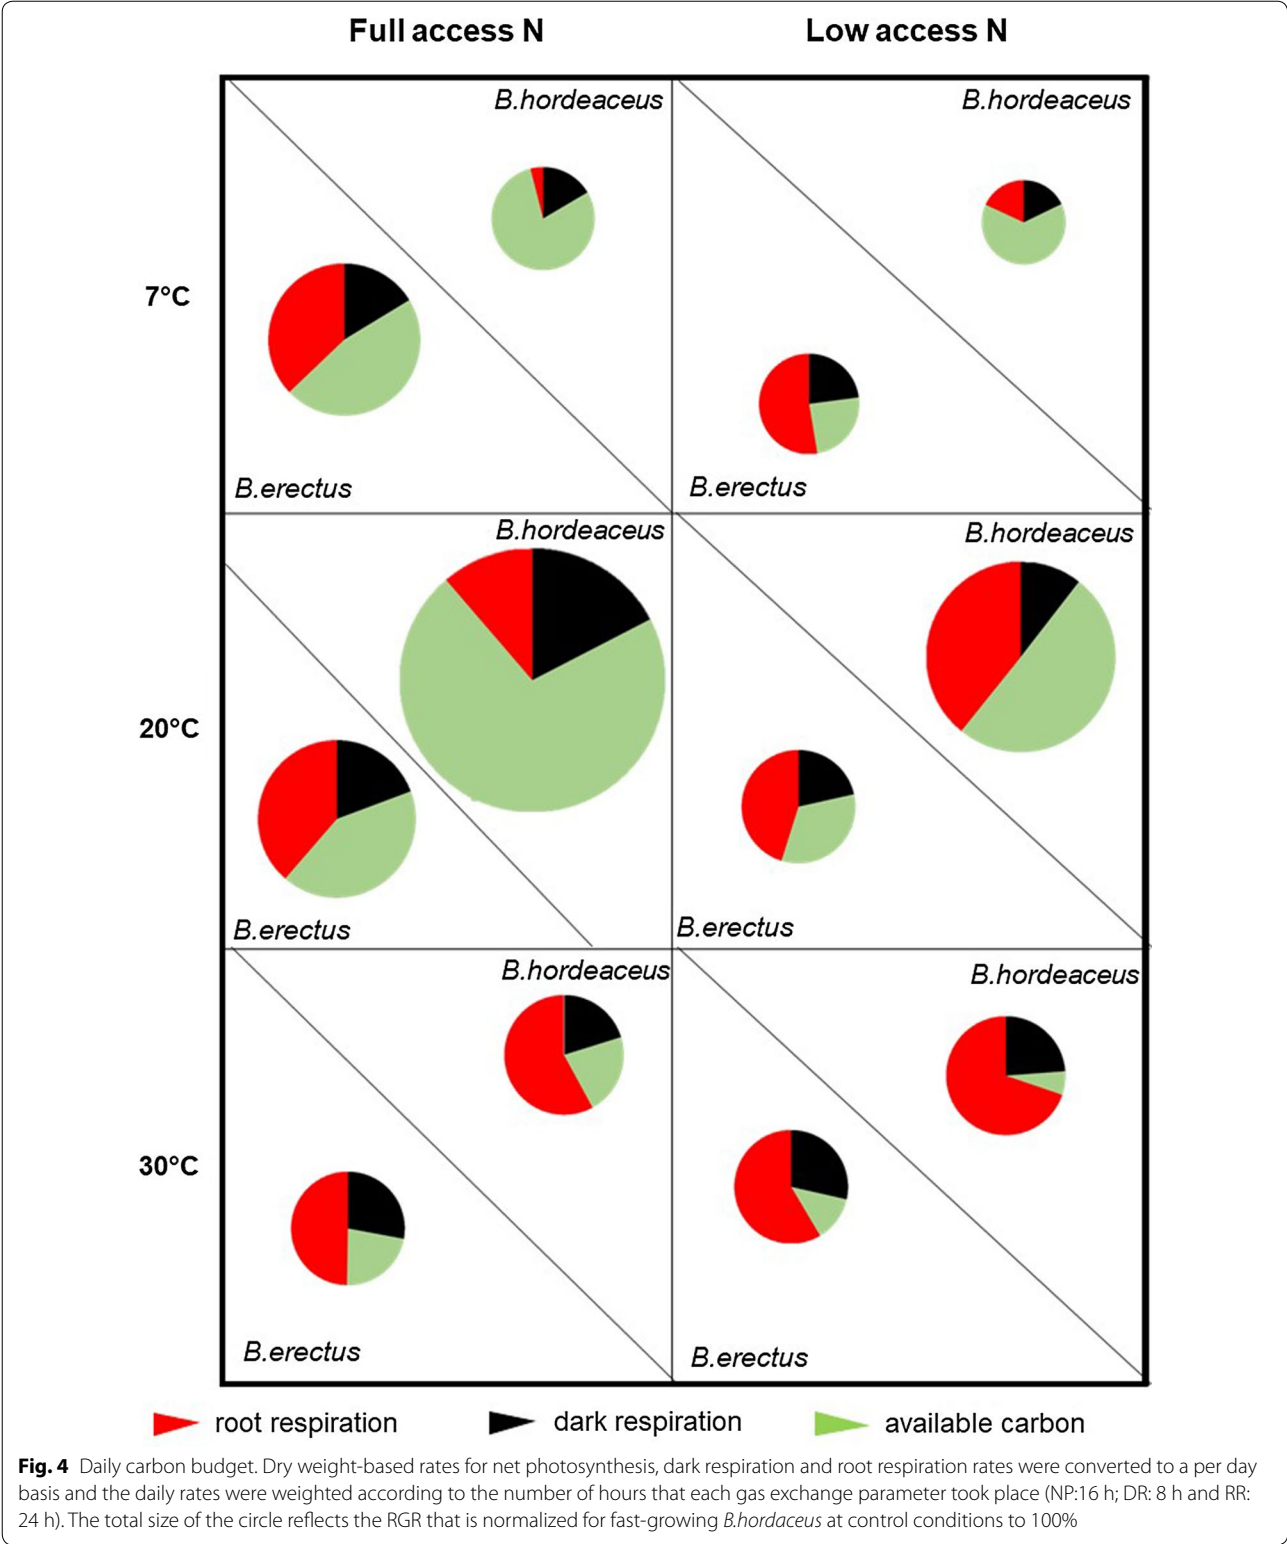 Full access N
Low access N
B.hordeaceus
B.hordeaceus
7°C
B.erectus
B.erectus
B.hordeaceus
B.hordeaceus
20°C
B.erectus
B.erectus
B.hordeaceus
B.hordeaceus
30°C
B.erectus
B.erectus
root respiration
dark respiration
available carbon
Fig. 4 Daily carbon budget. Dry weight-based rates for net photosynthesis, dark respiration and root respiration rates were converted to a per day
basis and the daily rates were weighted according to the number of hours that each gas exchange parameter took place (NP:16 h; DR: 8 h and RR:
24 h). The total size of the circle reflects the RGR that is normalized for fast-growing B.hordaceus at control conditions to 100%